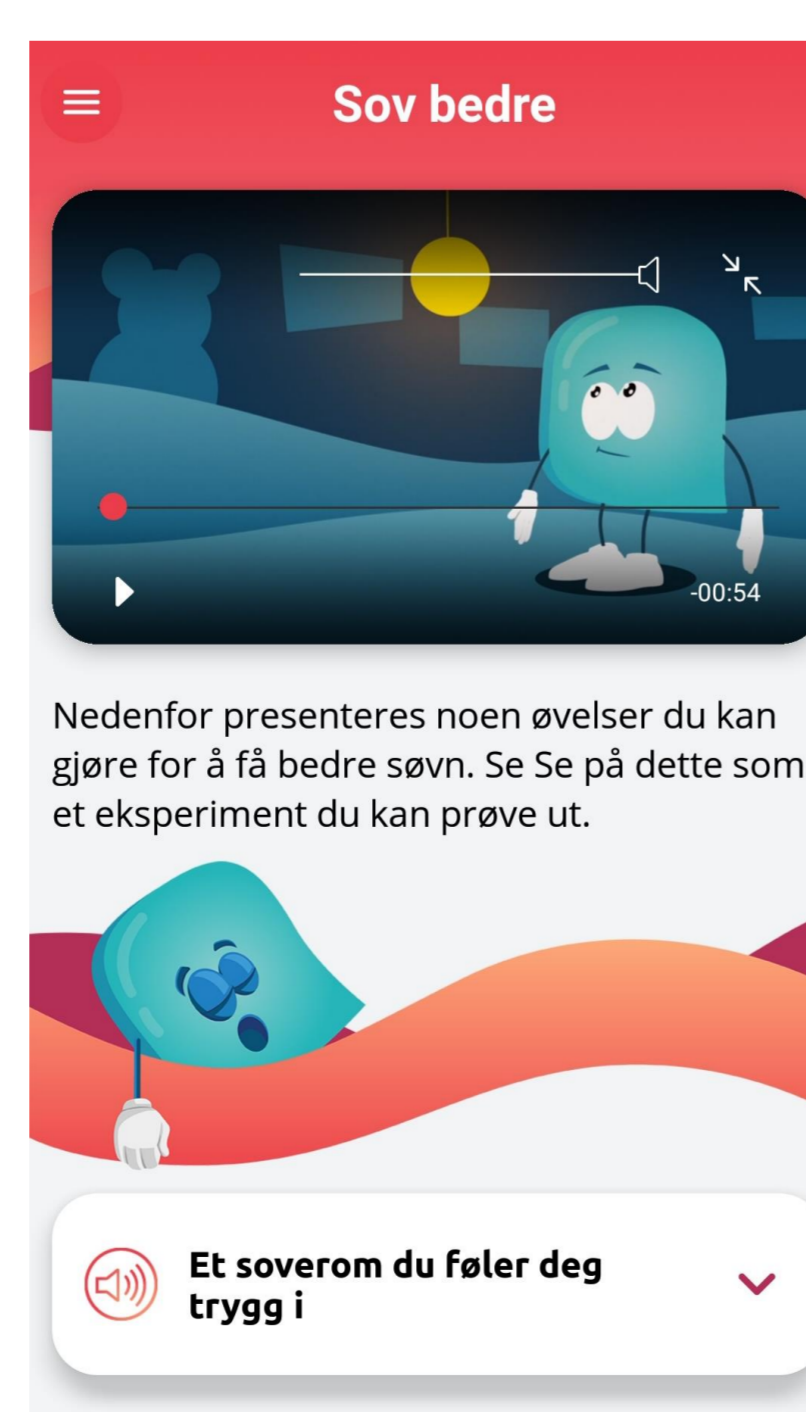 Sov bedre
-00:54
Nedenfor presenteres noen øvelser du kan
gjøre for å få bedre søvn. Se Se på dette som
et eksperiment du kan prøve ut.
Et soverom du føler deg
trygg i